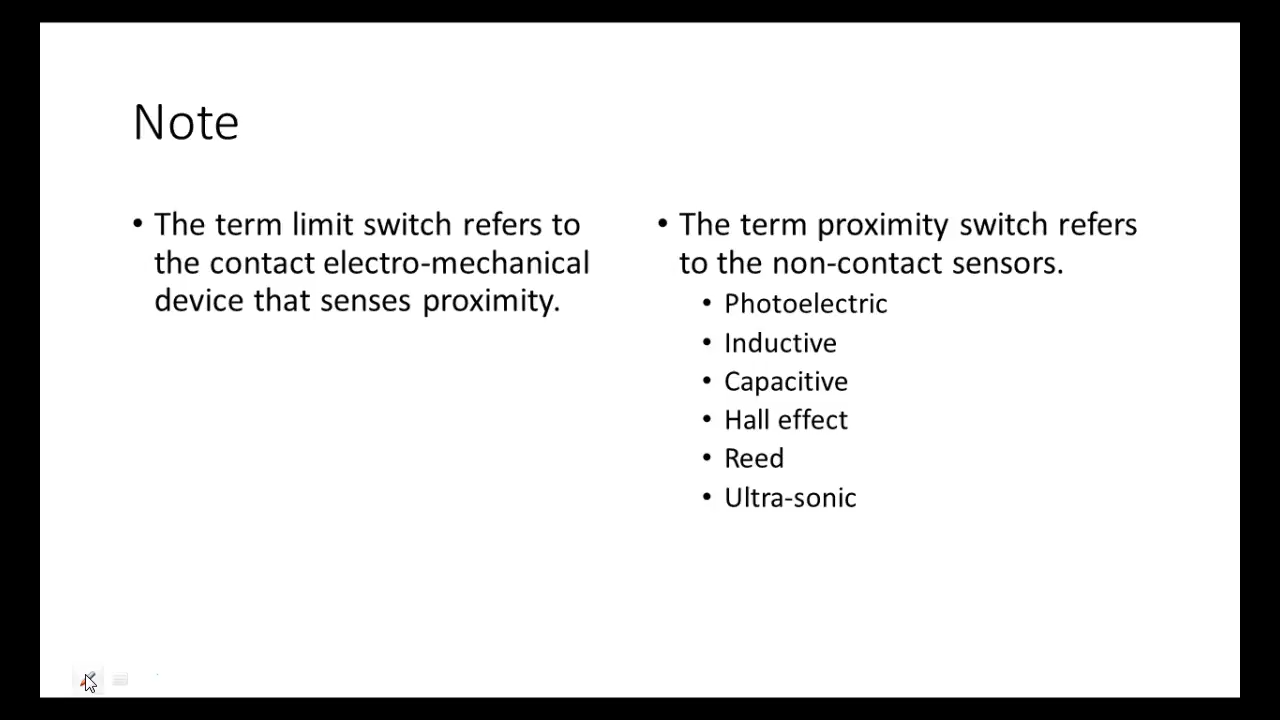 Note
• The term limit switch refers to
the contact electro-mechanical
device that senses proximity.
• The term proximity switch refers
to the non-contact sensors.
• Photoelectric
• Inductive
• Capacitive
• Hall effect
• Reed
• Ultra-sonic